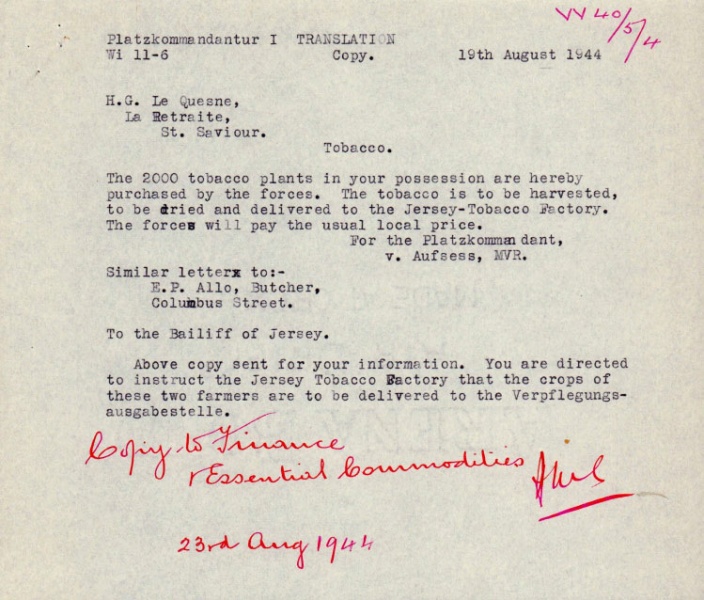 W40/5/4
Platzkommandantur I TRANSLATION
Wi 11-6 Copy. 19th August 1944
H.G. Le Quesne,
La Retraite,
St. Saviour.
Tobacco.
The 2000 tobacco plants in your possession are hereby
purchased by the forces. The tobacco is to be harvested,
to be dried and delivered to the Jersey-Tobacco Factory.
The forces will pay the usual local price.
For the Platzkommandant,
v. Aufsess, MVR.
Similar letterx to:-
E.P. Allo, Butcher,
Columbus Street.
To the Bailiff of Jersey.
Above copy sent for your information. You are directed
to instruct the Jersey Tobacco Factory that the crops of
these two farmers are to be delivered to the Verpflegungs-
ausgabestelle.
Copy to Finance
+ Essential Commodities
23rd Aug 1944